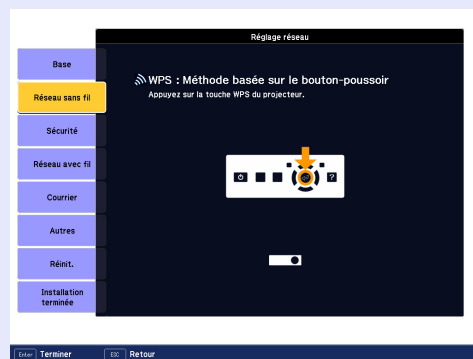 Réglage réseau
Base
Réseau sans fil
Sécurité
Réseau avec fil
Courrier
Autres
Réinit.
Installation
terminée
WPS : Méthode basée sur le bouton-poussoir
Appuyez sur la touche WPS du projecteur.
?
Enter Terminer
ESC Retour